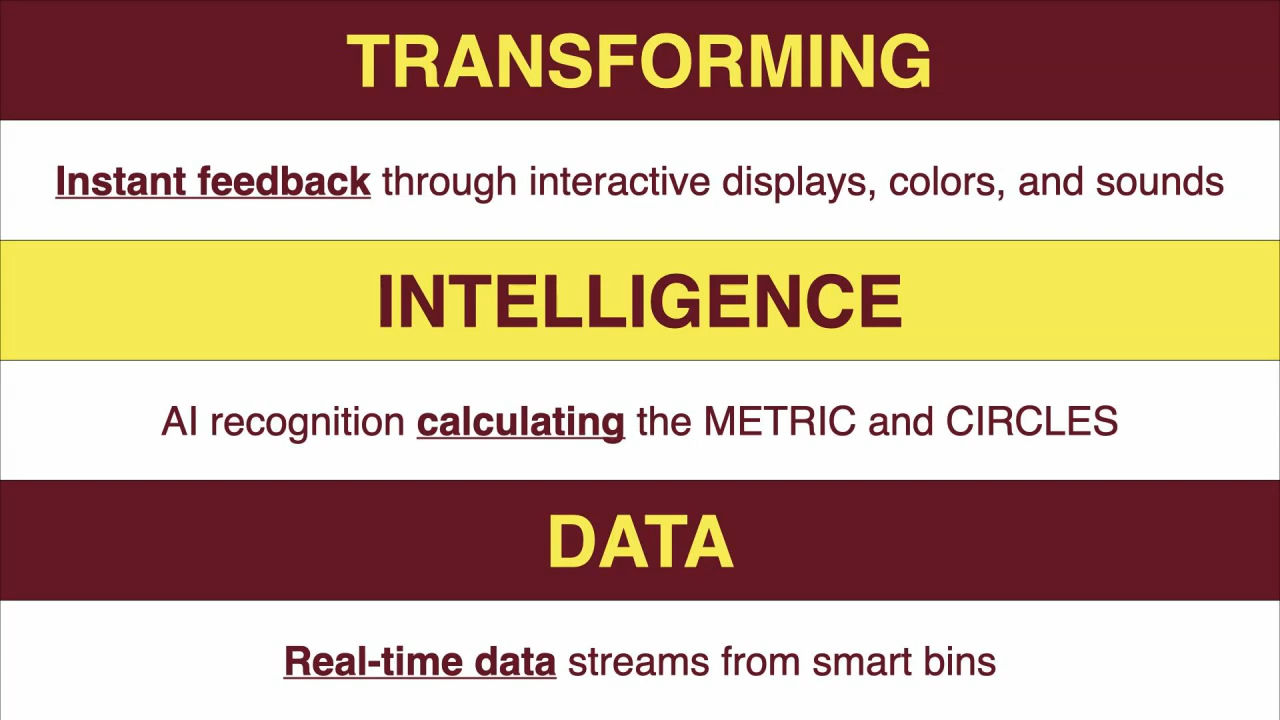 TRANSFORMING
Instant feedback through interactive displays, colors, and sounds
INTELLIGENCE
AI recognition calculating the METRIC and CIRCLES
DATA
Real-time data streams from smart bins